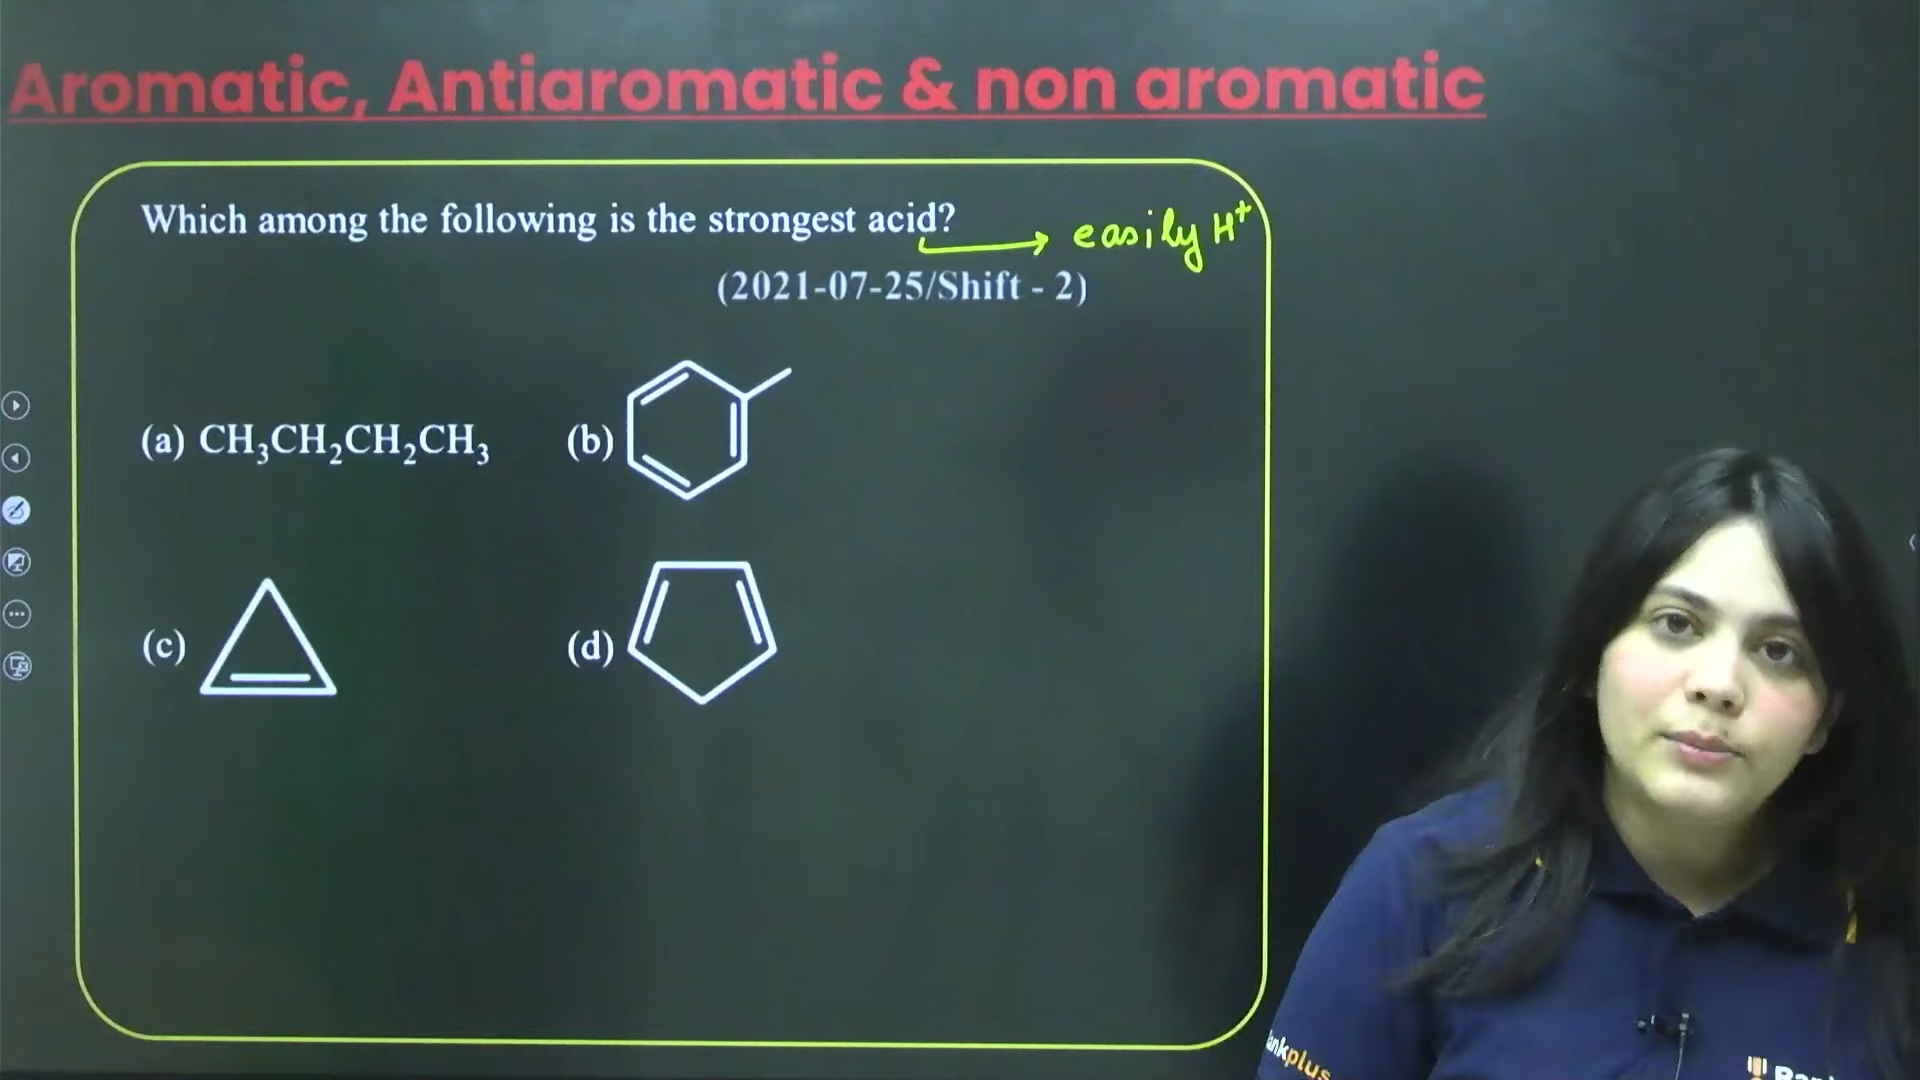 Aromatic, Antiaromatic & non aromatic
Which among the following is the strongest acid? → easily H⁺
(2021-07-25/Shift - 2)
(a) CH₃CH₂CH₂CH₃ (b)
(c) (d)
plus